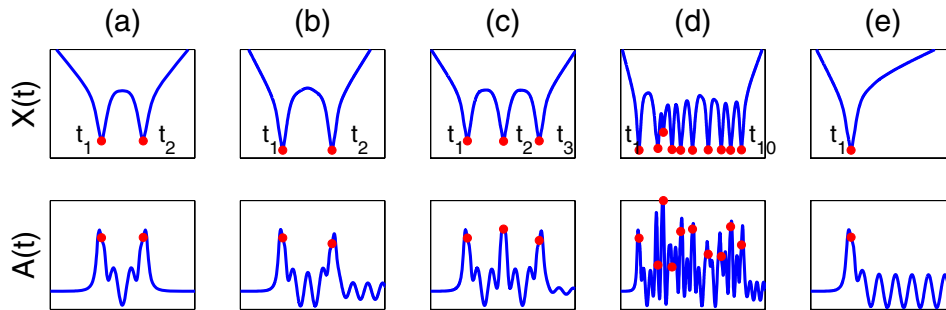 (a) (b) (c) (d) (e)
X(t)
t1 t2 t1 t2 t1 t2 t3 t1 t10 t1
A(t)